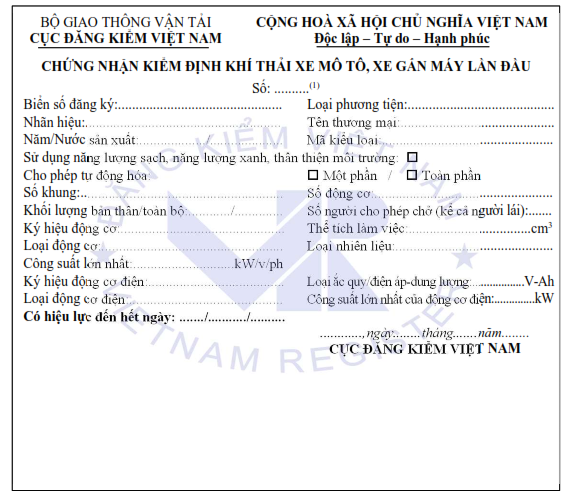 BỘ GIAO THÔNG VẬN TẢI
CỤC ĐĂNG KIỂM VIỆT NAM
CỘNG HOÀ XÃ HỘI CHỦ NGHĨA VIỆT NAM
Độc lập – Tự do – Hạnh phúc
CHỨNG NHẬN KIỂM ĐỊNH KHÍ THẢI XE MÔ TÔ, XE GẮN MÁY LẦN ĐẦU
Số: ..........(1)
Biển số đăng ký:.......................................... Loại phương tiện:.....................................
Nhãn hiệu:................................................... Tên thương mại:......................................
Năm/Nước sản xuất:................./................. Mã kiểu loại:...........................................
Sử dụng năng lượng sạch, năng lượng xanh, thân thiện môi trường: ☐
Cho phép tự động hóa: ☐ Một phần / ☐ Toàn phần
Số khung:.................................................... Số động cơ:.............................................
Khối lượng bản thân/toàn bộ:........../............ Số người cho phép chở (kể cả người lái):.......
Ký hiệu động cơ:......................................... Thể tích làm việc:...............................cm3
Loại động cơ:.............................................. Loại nhiên liệu:........................................
Công suất lớn nhất:..........................kW/v/ph
Ký hiệu động cơ điện:................................. Loại ắc quy/điện áp-dung lượng:..............V-Ah
Loại động cơ điện:...................................... Công suất lớn nhất của động cơ điện:..............kW
Có hiệu lực đến hết ngày: ......./.........../..........
............, ngày........tháng.......năm........
CỤC ĐĂNG KIỂM VIỆT NAM
ĐĂNG KIỂM VIỆT NAM
VR
VIETNAM REGISTER